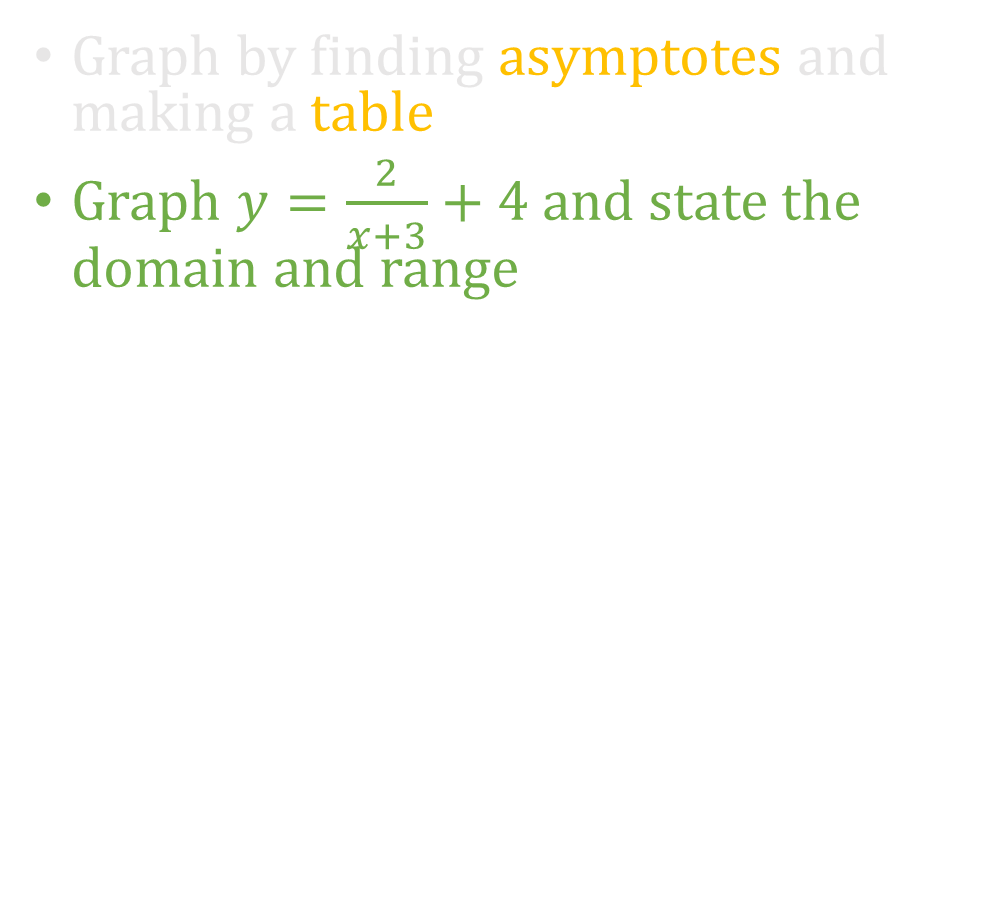 • Graph by finding asymptotes and
making a table
• Graph y = 2/(x+3) + 4 and state the
domain and range